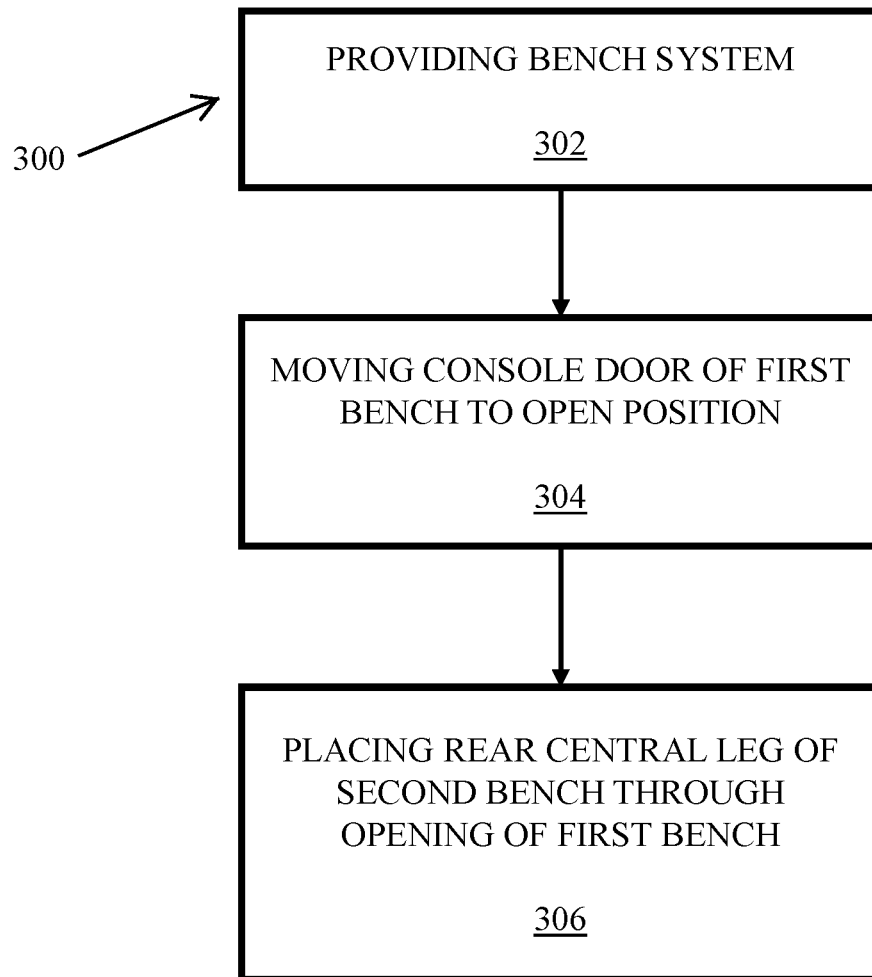 PROVIDING BENCH SYSTEM
302
300
MOVING CONSOLE DOOR OF FIRST
BENCH TO OPEN POSITION
304
PLACING REAR CENTRAL LEG OF
SECOND BENCH THROUGH
OPENING OF FIRST BENCH
306